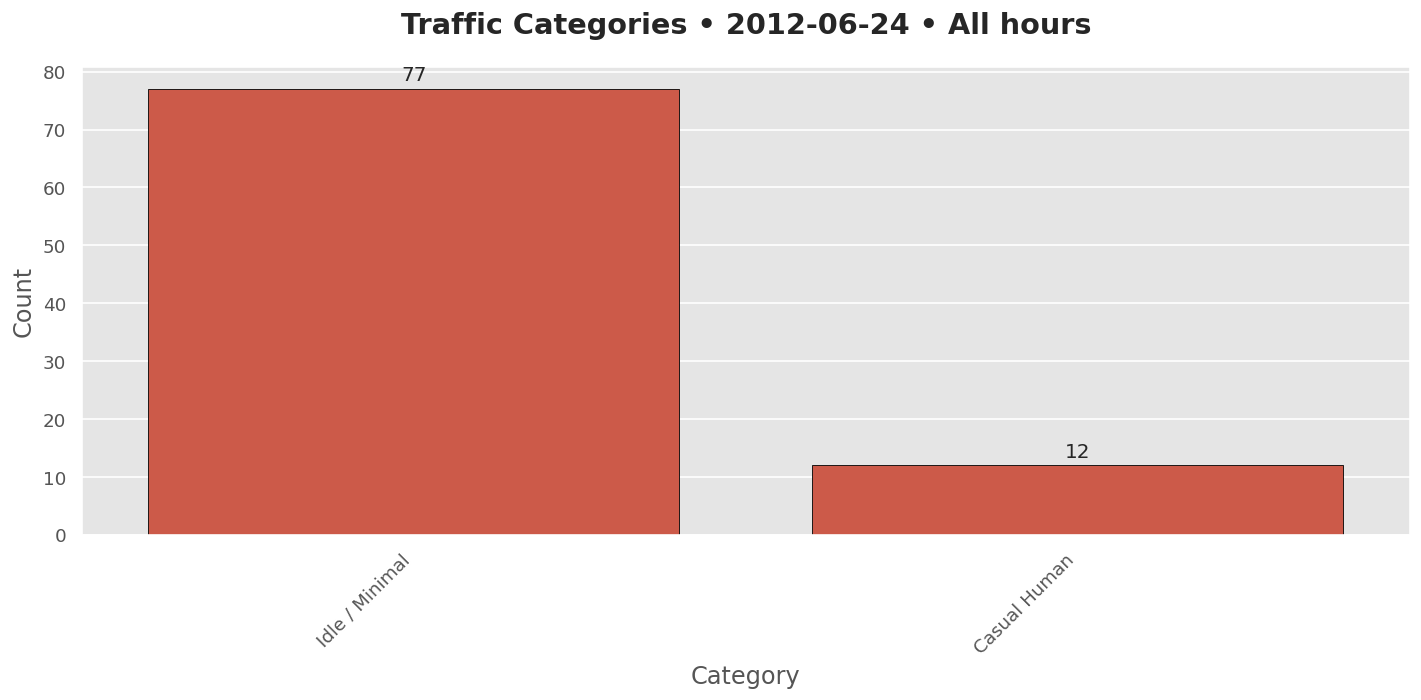 Traffic Categories • 2012-06-24 • All hours
80
70
60
50
40
30
20
10
0
Count
77
12
Idle / Minimal
Casual Human
Category